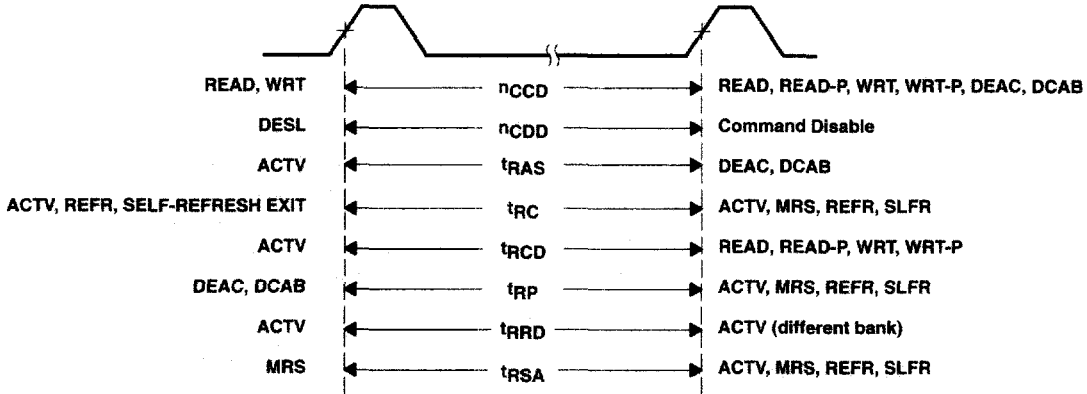 READ, WRT nCCD READ, READ-P, WRT, WRT-P, DEAC, DCAB
DESL nCDD Command Disable
ACTV tRAS DEAC, DCAB
ACTV, REFR, SELF-REFRESH EXIT tRC ACTV, MRS, REFR, SLFR
ACTV tRCD READ, READ-P, WRT, WRT-P
DEAC, DCAB tRP ACTV, MRS, REFR, SLFR
ACTV tRRD ACTV (different bank)
MRS tRSA ACTV, MRS, REFR, SLFR